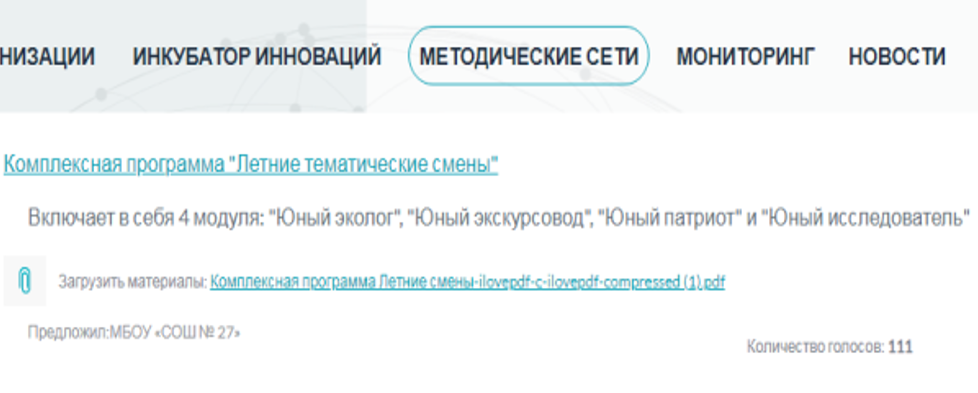 НИЗАЦИИ ИНКУБАТОР ИННОВАЦИЙ МЕТОДИЧЕСКИЕ СЕТИ МОНИТОРИНГ НОВОСТИ
Комплексная программа "Летние тематические смены"
Включает в себя 4 модуля: "Юный эколог", "Юный экскурсовод", "Юный патриот" и "Юный исследователь"
Загрузить материалы: Комплексная программа Летние смены-ilovepdf-c-ilovepdf-compressed (1).pdf
Предложил:МБОУ «СОШ № 27»
Количество голосов: 111